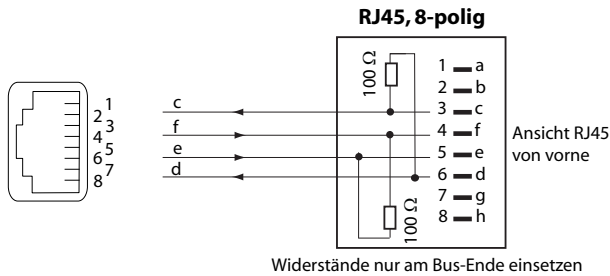 RJ45, 8-polig
1
2
3
4
5
6
7
8
c
f
e
d
100 Ω
100 Ω
1 a
2 b
3 c
4 f
5 e
6 d
7 g
8 h
Ansicht RJ45
von vorne
Widerstände nur am Bus-Ende einsetzen